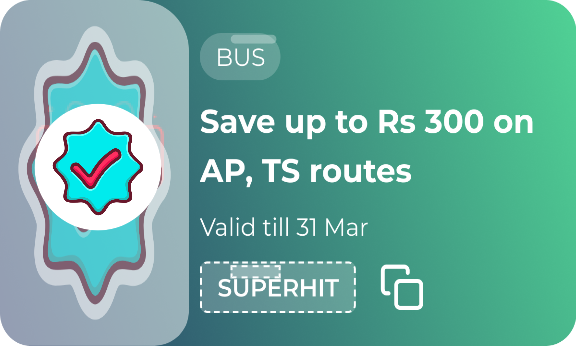 BUS
Save up to Rs 300 on
AP, TS routes
Valid till 31 Mar
SUPERHIT